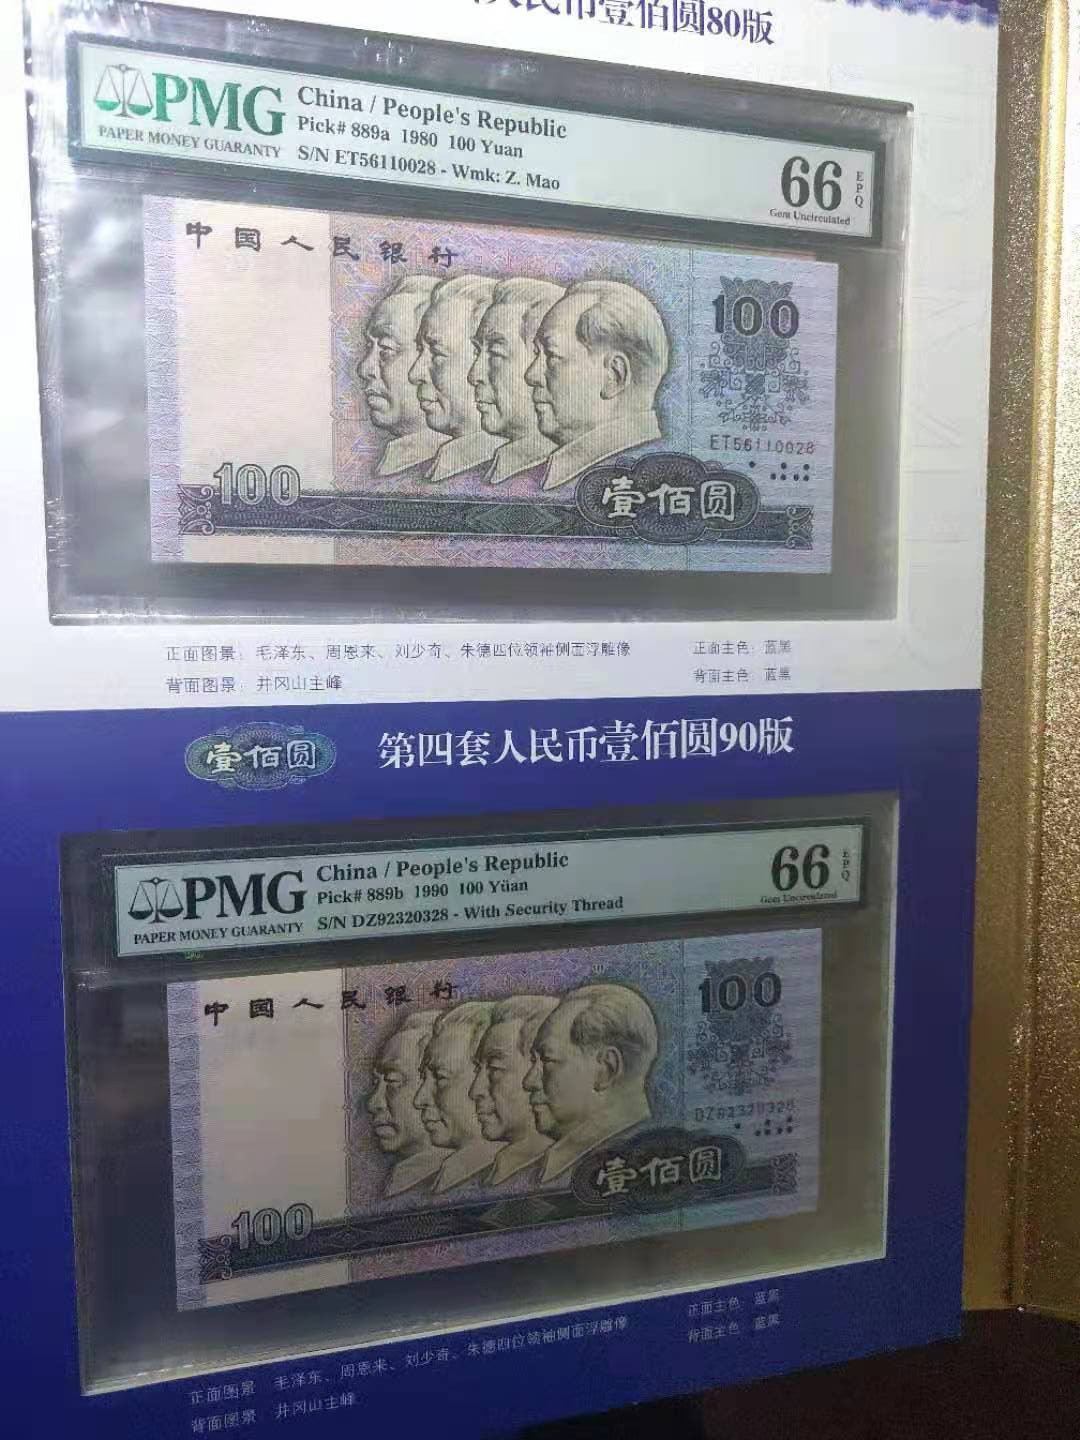 人民币壹佰圆80版
PMG
PAPER MONEY GUARANTY
China / People's Republic
Pick# 889a 1980 100 Yuan
S/N ET56110028 - Wmk: Z. Mao
66
EPQ
Gem Uncirculated
中国人民银行
100
ET56110028
100
壹佰圆
正面图景：毛泽东、周恩来、刘少奇、朱德四位领袖侧面浮雕像
正面主色：蓝黑
背面图景：井冈山主峰
背面主色：蓝黑
壹佰圆
第四套人民币壹佰圆90版
PMG
PAPER MONEY GUARANTY
China / People's Republic
Pick# 889b 1990 100 Yüan
S/N DZ92320328 - With Security Thread
66
EPQ
Gem Uncirculated
中国人民银行
100
DZ92320328
100
壹佰圆
正面图景 毛泽东、周恩来、刘少奇、朱德四位领袖侧面浮雕像
正面主色 蓝黑
背面图景 井冈山主峰
背面主色 蓝黑